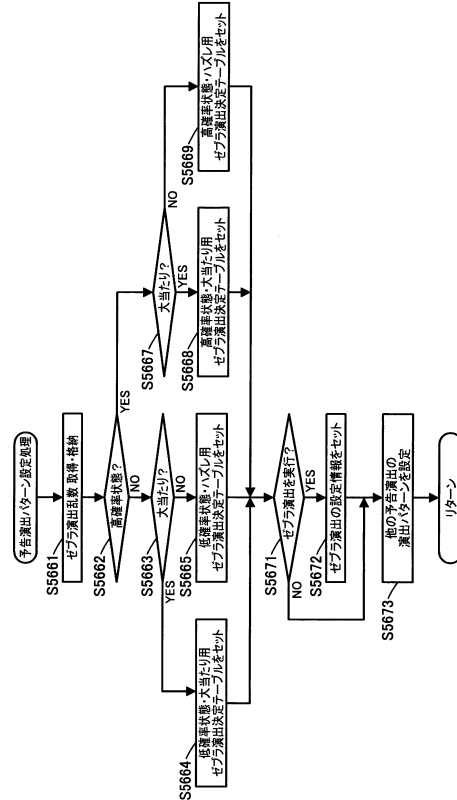 予告演出パターン設定処理
S5661
ゼブラ演出乱数 取得・格納
S5662
高確率状態?
YES
NO
S5663
大当たり?
YES
NO
S5667
大当たり?
NO
YES
S5664
低確率状態・大当たり用
ゼブラ演出決定テーブルをセット
S5665
低確率状態・ハズレ用
ゼブラ演出決定テーブルをセット
S5668
高確率状態・大当たり用
ゼブラ演出決定テーブルをセット
S5669
高確率状態・ハズレ用
ゼブラ演出決定テーブルをセット
S5671
ゼブラ演出を実行?
NO
YES
S5672
ゼブラ演出の設定情報をセット
S5673
他の予告演出の
演出パターンを設定
リターン